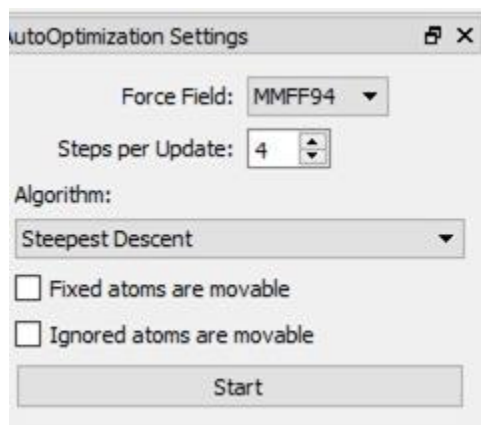 utoOptimization Settings
Force Field: MMFF94
Steps per Update: 4
Algorithm:
Steepest Descent
Fixed atoms are movable
Ignored atoms are movable
Start